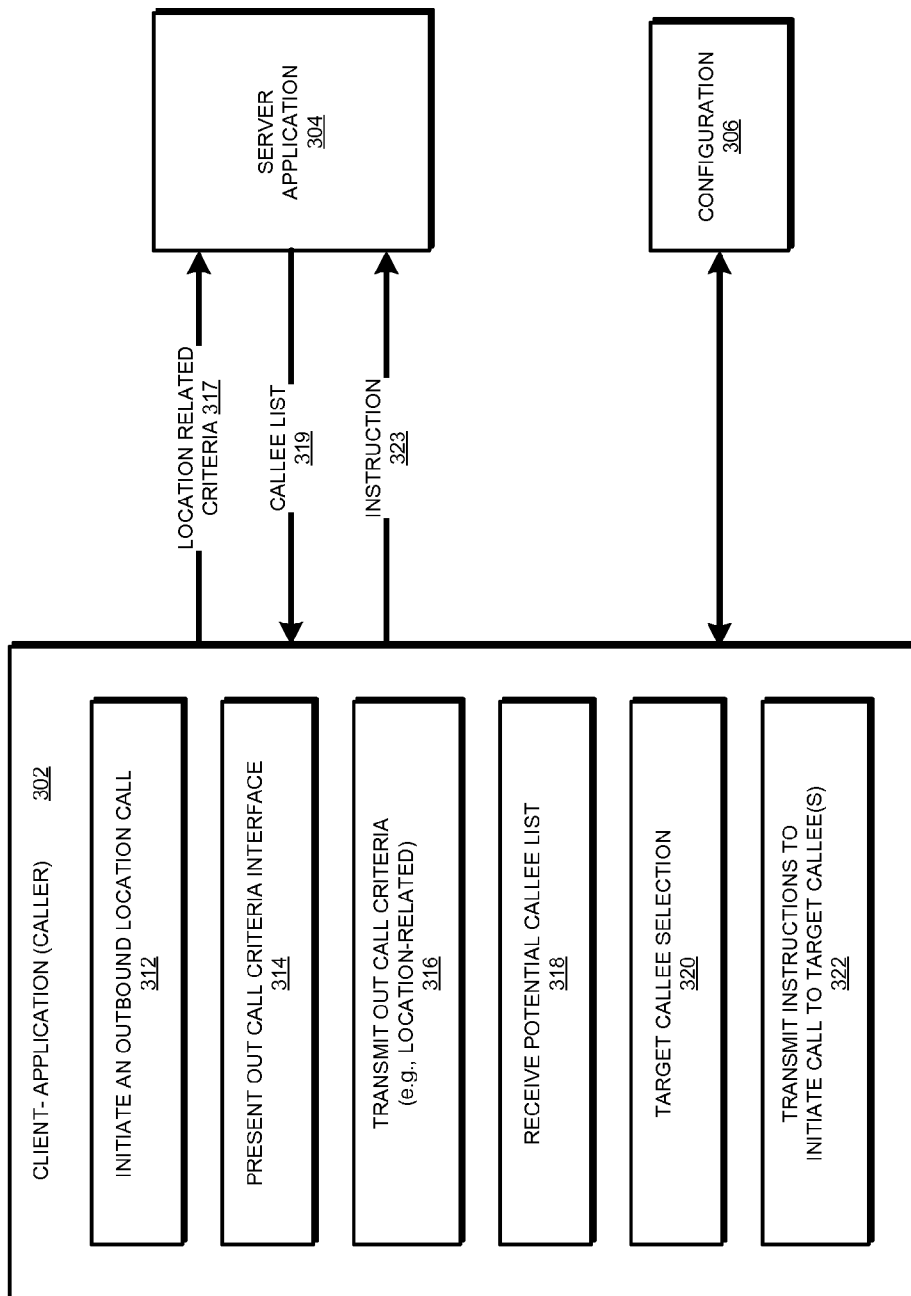 CLIENT- APPLICATION (CALLER) 302
INITIATE AN OUTBOUND LOCATION CALL
312
PRESENT OUT CALL CRITERIA INTERFACE
314
TRANSMIT OUT CALL CRITERIA
(e.g., LOCATION-RELATED)
316
RECEIVE POTENTIAL CALLEE LIST
318
TARGET CALLEE SELECTION
320
TRANSMIT INSTRUCTIONS TO
INITIATE CALL TO TARGET CALLEE(S)
322
LOCATION RELATED
CRITERIA 317
CALLEE LIST
319
INSTRUCTION
323
SERVER
APPLICATION
304
CONFIGURATION
306